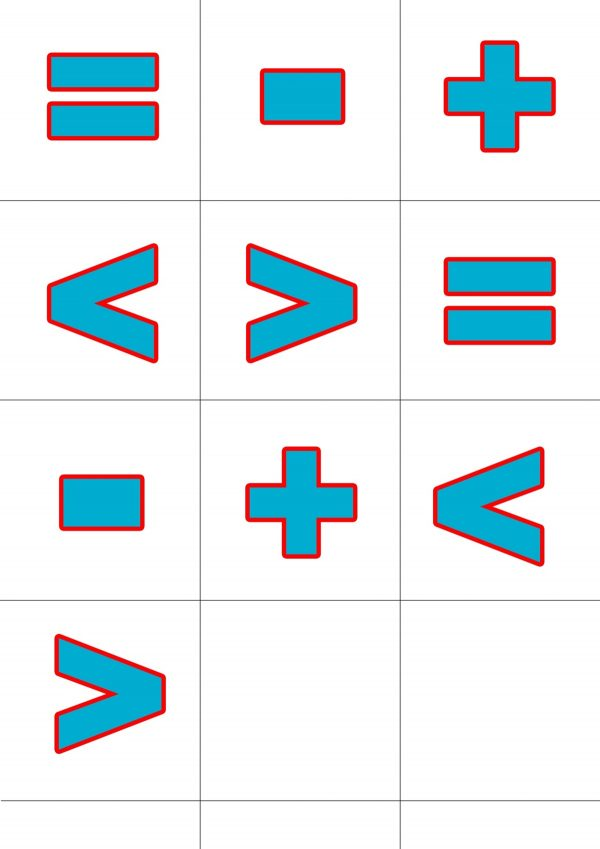 = - +
< > =
- + <
>